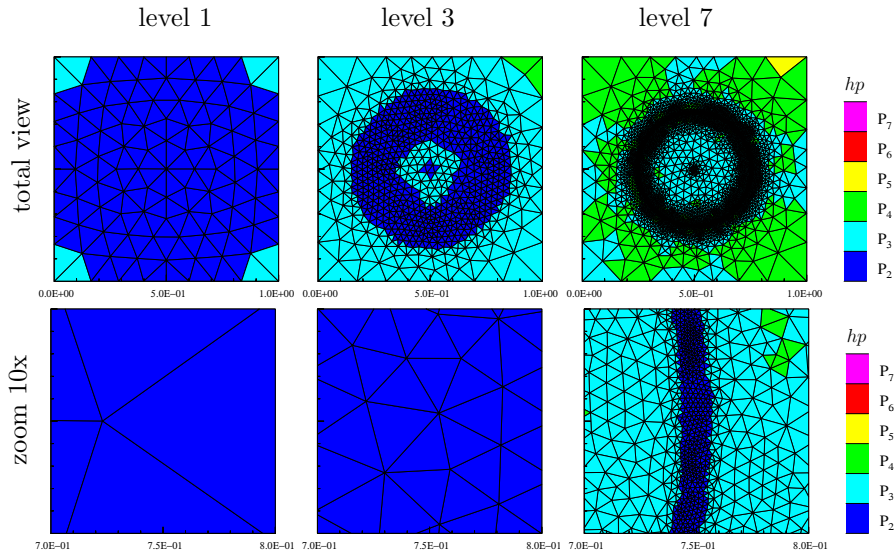 level 1 level 3 level 7
total view
hp
P7
P6
P5
P4
P3
P2
0.0E+00 5.0E−01 1.0E+00
0.0E+00 5.0E−01 1.0E+00
0.0E+00 5.0E−01 1.0E+00
zoom 10x
hp
P7
P6
P5
P4
P3
P2
7.0E−01 7.5E−01 8.0E−01
7.0E−01 7.5E−01 8.0E−01
7.0E−01 7.5E−01 8.0E−01